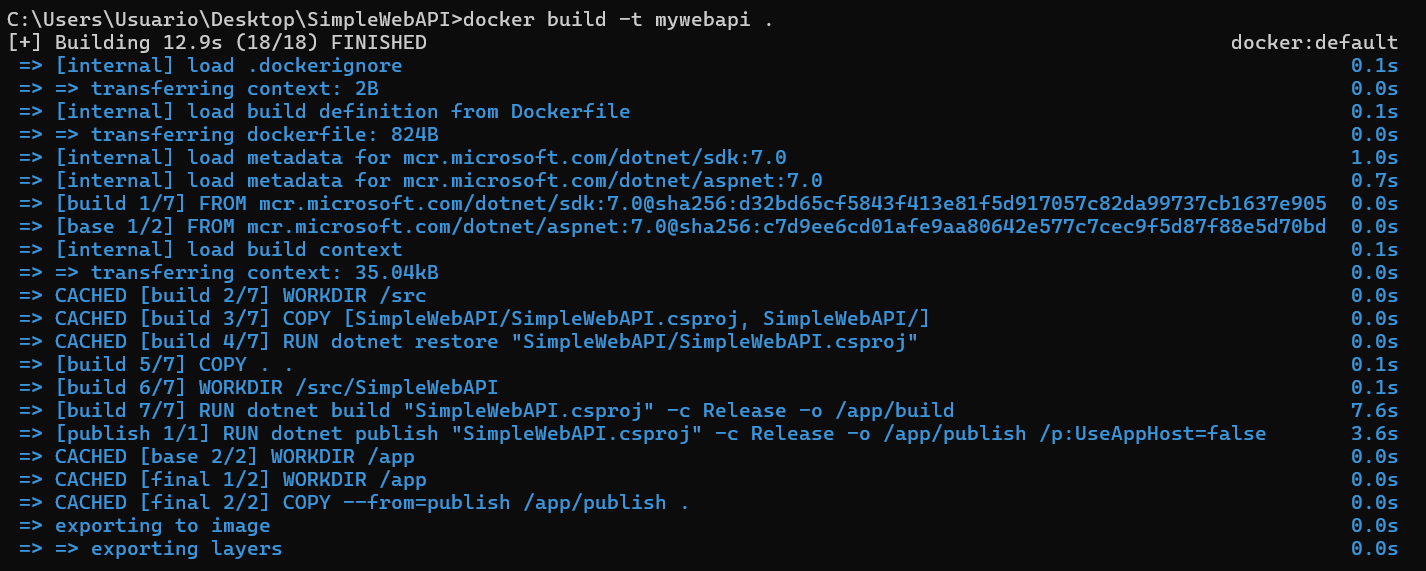 C:\Users\Usuario\Desktop\SimpleWebAPI>docker build -t mywebapi .
[+] Building 12.9s (18/18) FINISHED docker:default
=> [internal] load .dockerignore 0.1s
=> => transferring context: 2B 0.0s
=> [internal] load build definition from Dockerfile 0.1s
=> => transferring dockerfile: 824B 0.0s
=> [internal] load metadata for mcr.microsoft.com/dotnet/sdk:7.0 1.0s
=> [internal] load metadata for mcr.microsoft.com/dotnet/aspnet:7.0 0.7s
=> [build 1/7] FROM mcr.microsoft.com/dotnet/sdk:7.0@sha256:d32bd65cf5843f413e81f5d917057c82da99737cb1637e905 0.0s
=> [base 1/2] FROM mcr.microsoft.com/dotnet/aspnet:7.0@sha256:c7d9ee6cd01afe9aa80642e577c7cec9f5d87f88e5d70bd 0.0s
=> [internal] load build context 0.1s
=> => transferring context: 35.04kB 0.0s
=> CACHED [build 2/7] WORKDIR /src 0.0s
=> CACHED [build 3/7] COPY [SimpleWebAPI/SimpleWebAPI.csproj, SimpleWebAPI/] 0.0s
=> CACHED [build 4/7] RUN dotnet restore "SimpleWebAPI/SimpleWebAPI.csproj" 0.0s
=> [build 5/7] COPY . . 0.1s
=> [build 6/7] WORKDIR /src/SimpleWebAPI 0.1s
=> [build 7/7] RUN dotnet build "SimpleWebAPI.csproj" -c Release -o /app/build 7.6s
=> [publish 1/1] RUN dotnet publish "SimpleWebAPI.csproj" -c Release -o /app/publish /p:UseAppHost=false 3.6s
=> CACHED [base 2/2] WORKDIR /app 0.0s
=> CACHED [final 1/2] WORKDIR /app 0.0s
=> CACHED [final 2/2] COPY --from=publish /app/publish . 0.0s
=> exporting to image 0.0s
=> => exporting layers 0.0s